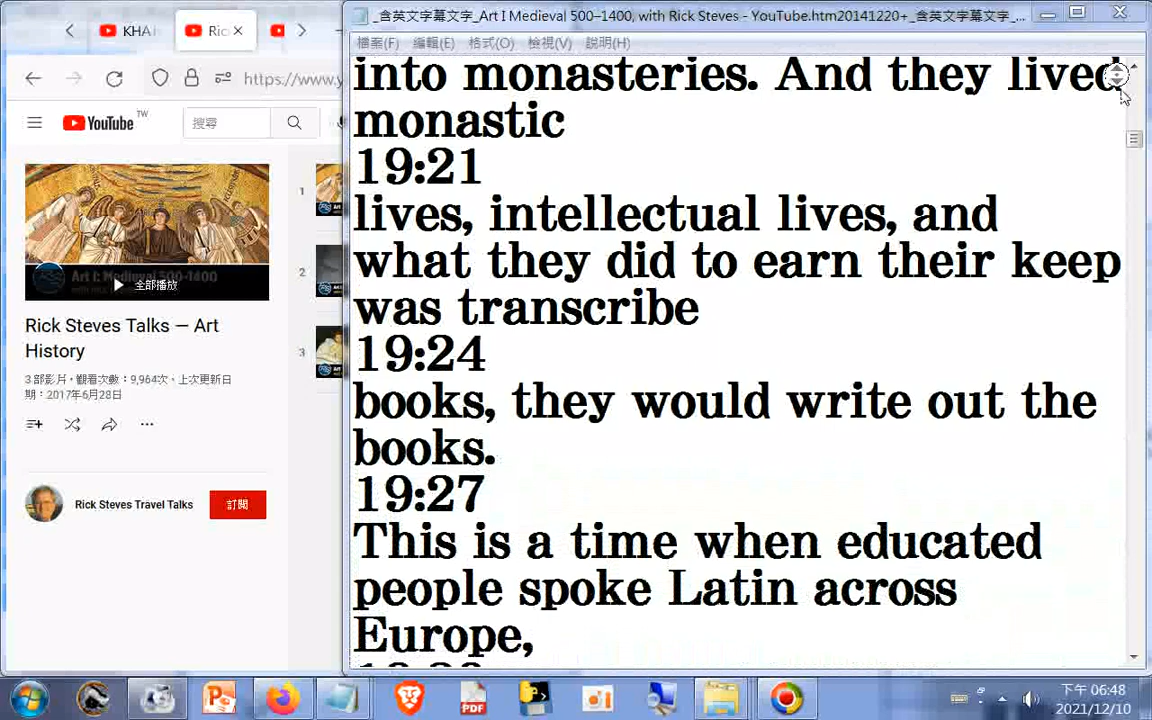 KHA
Ric
_含英文字幕文字_Art I Medieval 500–1400, with Rick Steves - YouTube.htm20141220+_含英文字幕文字_...
檔案(F) 編輯(E) 格式(O) 檢視(V) 說明(H)
https://www.y
YouTube TW
搜尋
1
2
3
Art I: Medieval 500-1400
全部播放
Rick Steves Talks — Art
History
3 部影片・觀看次數：9,964次・上次更新日
期：2017年6月28日
Rick Steves Travel Talks
訂閱
into monasteries. And they lived
monastic
19:21
lives, intellectual lives, and
what they did to earn their keep
was transcribe
19:24
books, they would write out the
books.
19:27
This is a time when educated
people spoke Latin across
Europe,
PDF
下午 06:48
2021/12/10